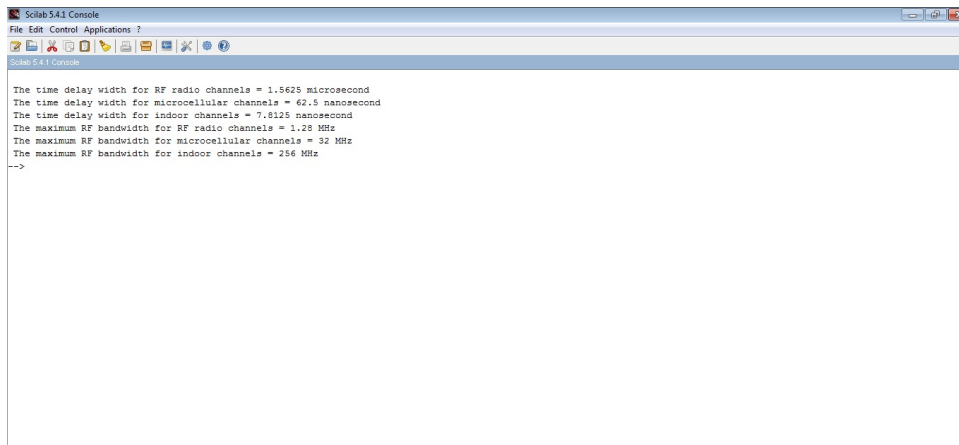 Scilab 5.4.1 Console
File Edit Control Applications ?
Scilab 5.4.1 Console
The time delay width for RF radio channels = 1.5625 microsecond
The time delay width for microcellular channels = 62.5 nanosecond
The time delay width for indoor channels = 7.8125 nanosecond
The maximum RF bandwidth for RF radio channels = 1.28 MHz
The maximum RF bandwidth for microcellular channels = 32 MHz
The maximum RF bandwidth for indoor channels = 256 MHz
-->